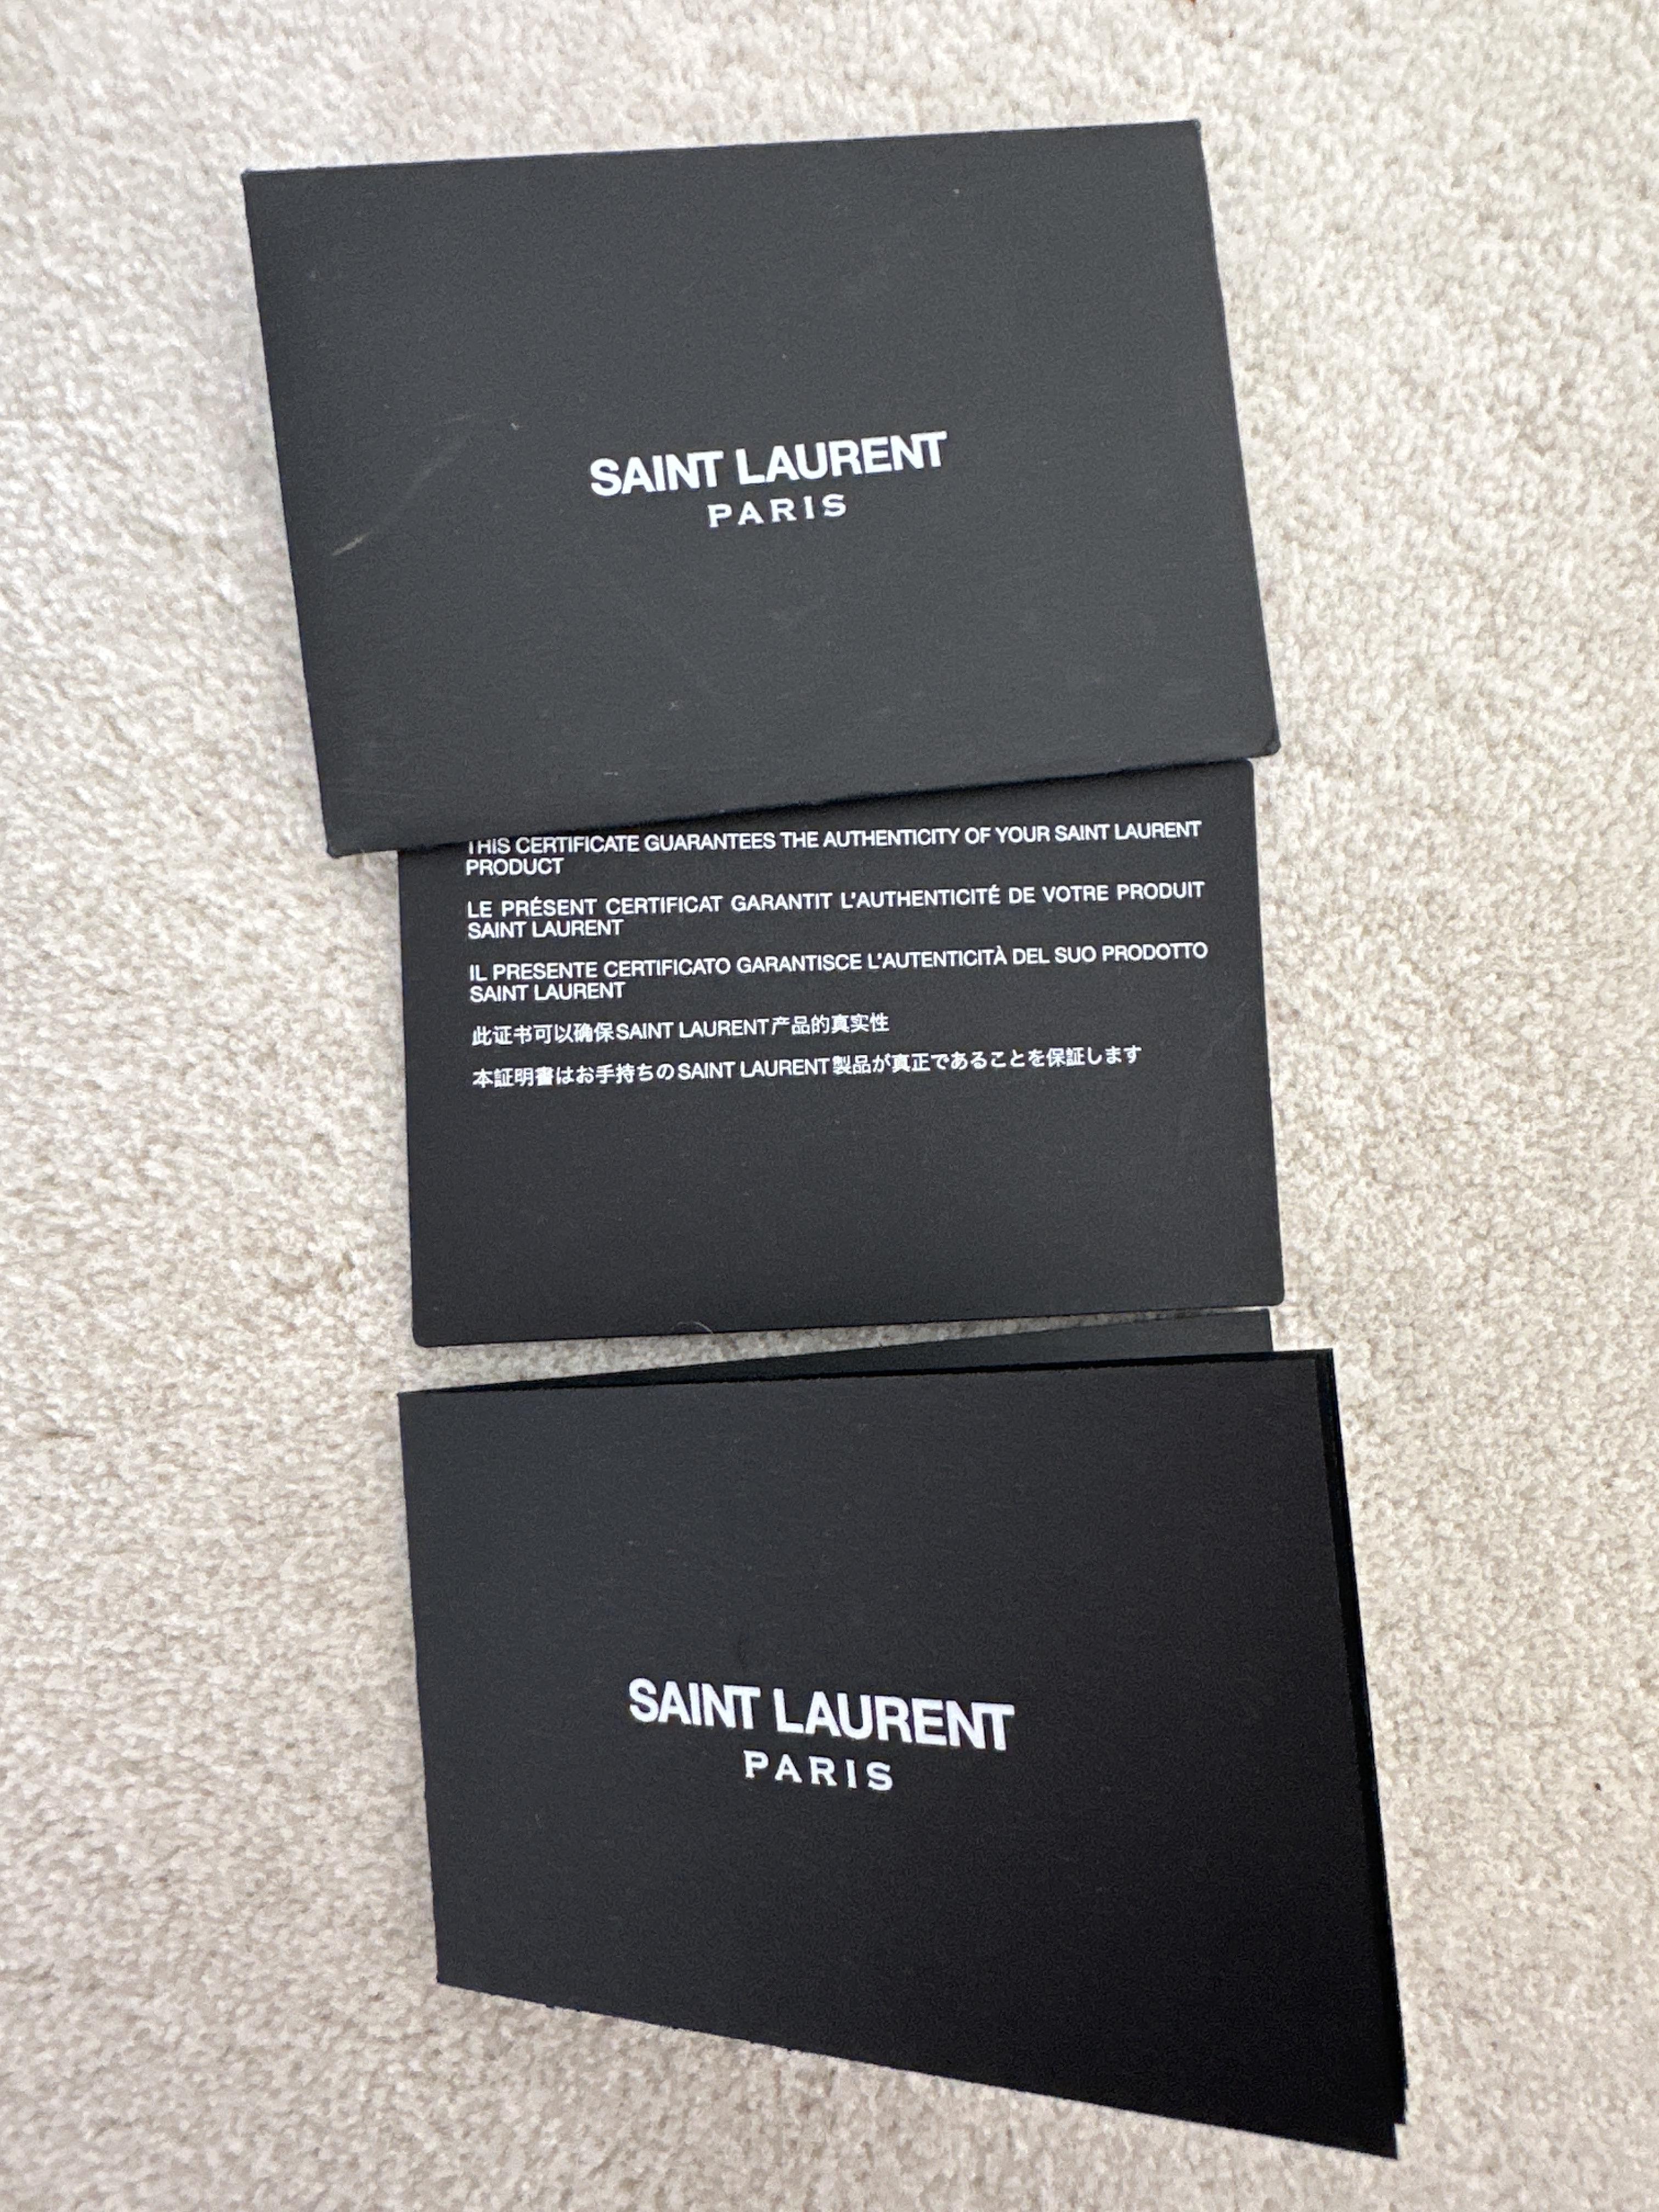 SAINT LAURENT
PARIS
THIS CERTIFICATE GUARANTEES THE AUTHENTICITY OF YOUR SAINT LAURENT
PRODUCT
LE PRÉSENT CERTIFICAT GARANTIT L'AUTHENTICITÉ DE VOTRE PRODUIT
SAINT LAURENT
IL PRESENTE CERTIFICATO GARANTISCE L'AUTENTICITÀ DEL SUO PRODOTTO
SAINT LAURENT
此证书可以确保SAINT LAURENT产品的真实性
本証明書はお手持ちのSAINT LAURENT製品が真正であることを保証します
SAINT LAURENT
PARIS